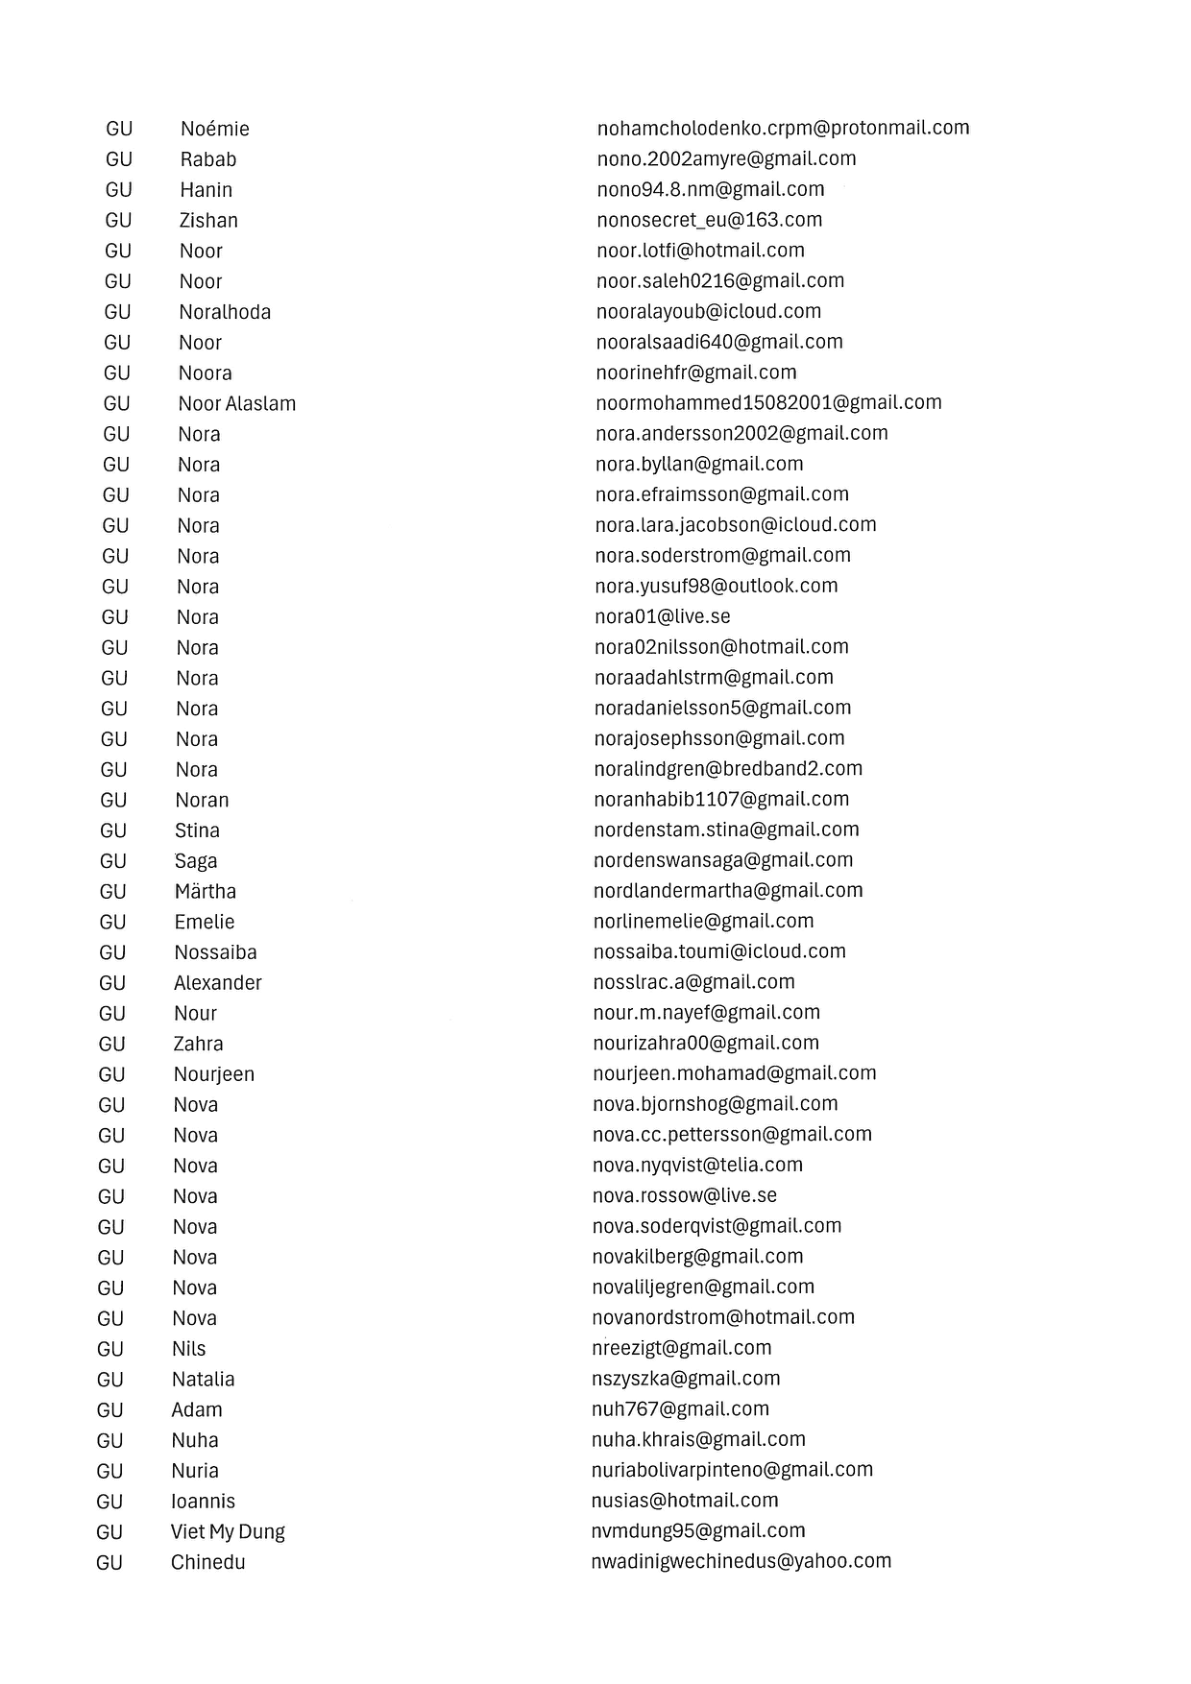 GU Noémie nohamcholodenko.crpm@protonmail.com
GU Rabab nono.2002amyre@gmail.com
GU Hanin nono94.8.nm@gmail.com
GU Zishan nonosecret_eu@163.com
GU Noor noor.lotfi@hotmail.com
GU Noor noor.saleh0216@gmail.com
GU Noralhoda nooralayoub@icloud.com
GU Noor nooralsaadi640@gmail.com
GU Noora noorinehfr@gmail.com
GU Noor Alaslam noormohammed15082001@gmail.com
GU Nora nora.andersson2002@gmail.com
GU Nora nora.byllan@gmail.com
GU Nora nora.efraimsson@gmail.com
GU Nora nora.lara.jacobson@icloud.com
GU Nora nora.soderstrom@gmail.com
GU Nora nora.yusuf98@outlook.com
GU Nora nora01@live.se
GU Nora nora02nilsson@hotmail.com
GU Nora noraadahlstrm@gmail.com
GU Nora noradanielsson5@gmail.com
GU Nora norajosephsson@gmail.com
GU Nora noralindgren@bredband2.com
GU Noran noranhabib1107@gmail.com
GU Stina nordenstam.stina@gmail.com
GU Saga nordenswansaga@gmail.com
GU Märtha nordlandermartha@gmail.com
GU Emelie norlinemelie@gmail.com
GU Nossaiba nossaiba.toumi@icloud.com
GU Alexander nosslrac.a@gmail.com
GU Nour nour.m.nayef@gmail.com
GU Zahra nourizahra00@gmail.com
GU Nourjeen nourjeen.mohamad@gmail.com
GU Nova nova.bjornshog@gmail.com
GU Nova nova.cc.pettersson@gmail.com
GU Nova nova.nyqvist@telia.com
GU Nova nova.rossow@live.se
GU Nova nova.soderqvist@gmail.com
GU Nova novakilberg@gmail.com
GU Nova novaliljegren@gmail.com
GU Nova novanordstrom@hotmail.com
GU Nils nreezigt@gmail.com
GU Natalia nszyszka@gmail.com
GU Adam nuh767@gmail.com
GU Nuha nuha.khrais@gmail.com
GU Nuria nuriabolivarpinteno@gmail.com
GU Ioannis nusias@hotmail.com
GU Viet My Dung nvmdung95@gmail.com
GU Chinedu nwadinigwechinedus@yahoo.com